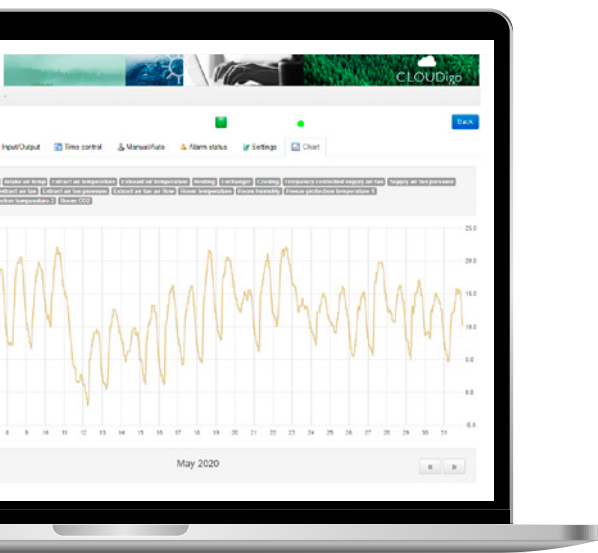 CLOUDigo
Back
Input/Output Time control Manual/Auto Alarm status Settings Chart
Intake air temp Extract air temperature Exhaust air temperature Heating Exchanger Cooling Frequency controlled supply air fan Supply air fan pressure
extract air fan Extract air fan pressure Extract air fan air flow Room temperature Room humidity Freeze protection temperature 1
ction temperature 2 Room CO2
25.0
20.0
15.0
10.0
5.0
0.0
-5.0
8 9 10 11 12 13 14 15 16 17 18 19 20 21 22 23 24 25 26 27 28 29 30 31
May 2020
« »